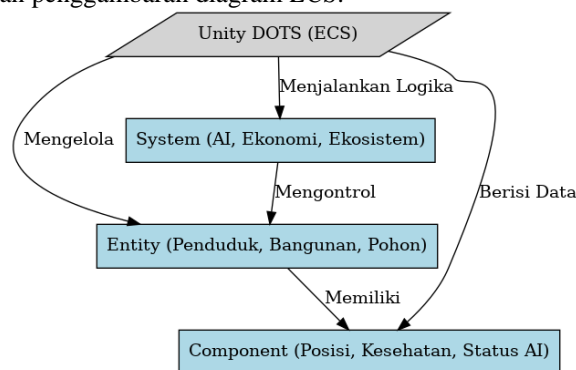 penggambaran diagram ECS:
Unity DOTS (ECS)
Menjalankan Logika
Mengelola
System (AI, Ekonomi, Ekosistem)
Mengontrol
Berisi Data
Entity (Penduduk, Bangunan, Pohon)
Memiliki
Component (Posisi, Kesehatan, Status AI)